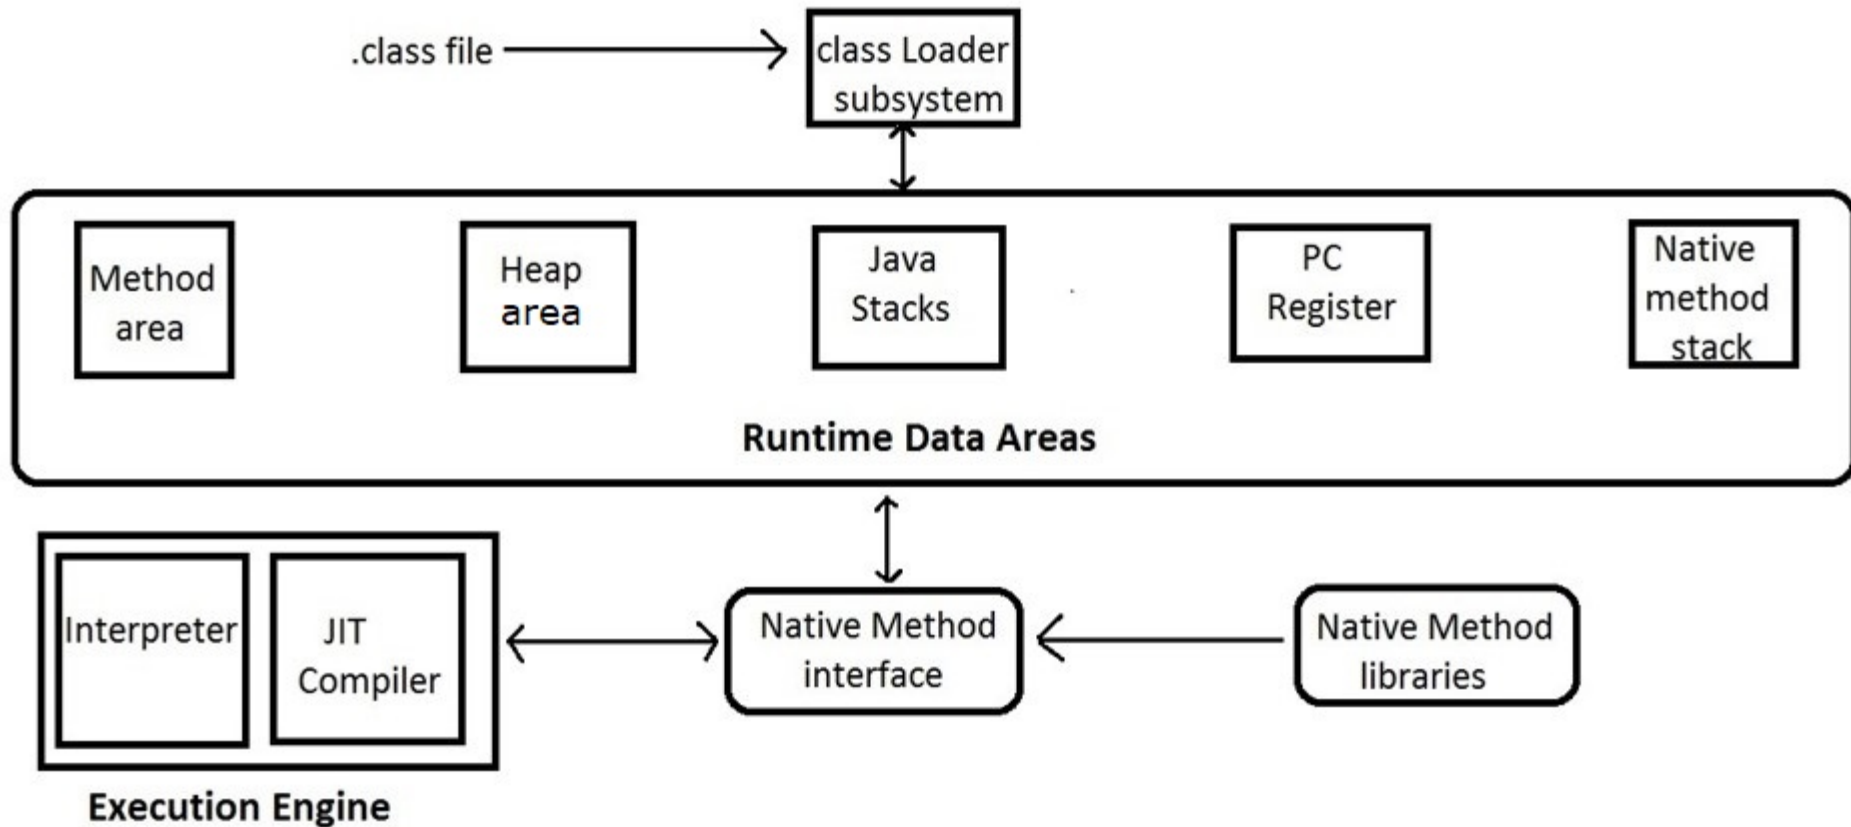 .class file
class Loader
subsystem
Method
area
Heap
area
Java
Stacks
PC
Register
Native
method
stack
Runtime Data Areas
Interpreter
JIT
Compiler
Execution Engine
Native Method
interface
Native Method
libraries